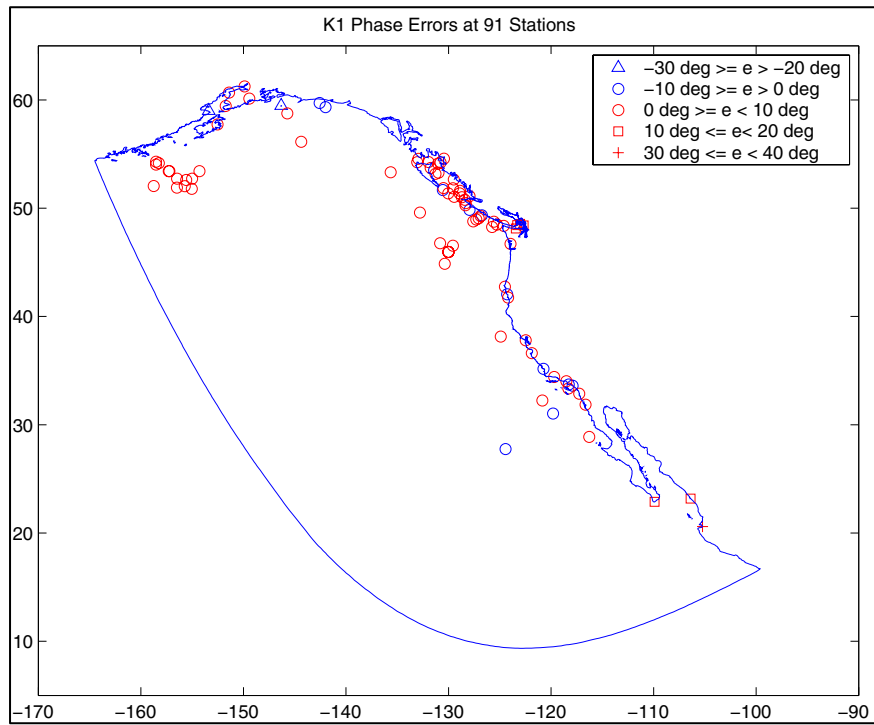 K1 Phase Errors at 91 Stations
−30 deg >= e > −20 deg
−10 deg >= e > 0 deg
0 deg >= e < 10 deg
10 deg <= e< 20 deg
30 deg <= e < 40 deg
60
50
40
30
20
10
−170 −160 −150 −140 −130 −120 −110 −100 −90